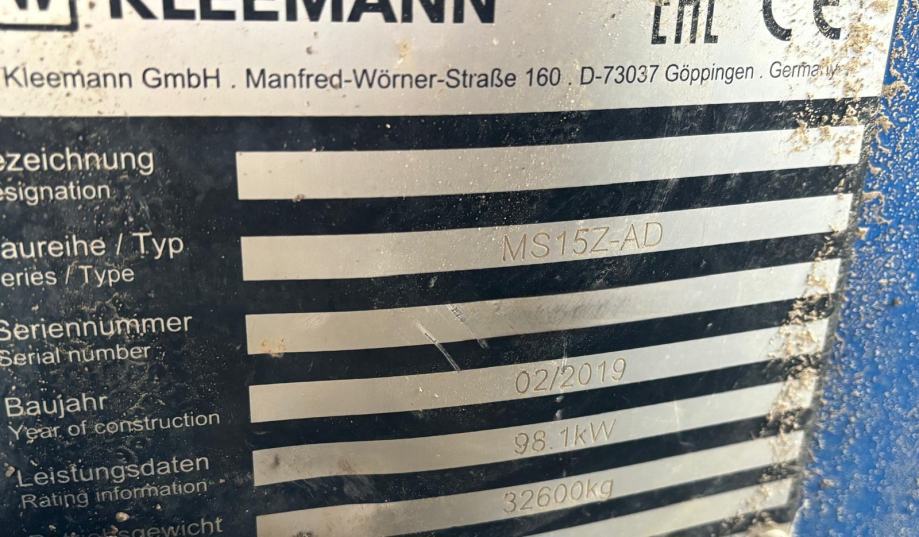 KLEEMANN EAC CE
Kleemann GmbH . Manfred-Wörner-Straße 160 . D-73037 Göppingen . Germany
ezeichnung
esignation
aureihe / Typ MS15Z-AD
eries / Type
Seriennummer
Serial number
Baujahr 02/2019
Year of construction
Leistungsdaten 98.1kW
Rating information
32600kg